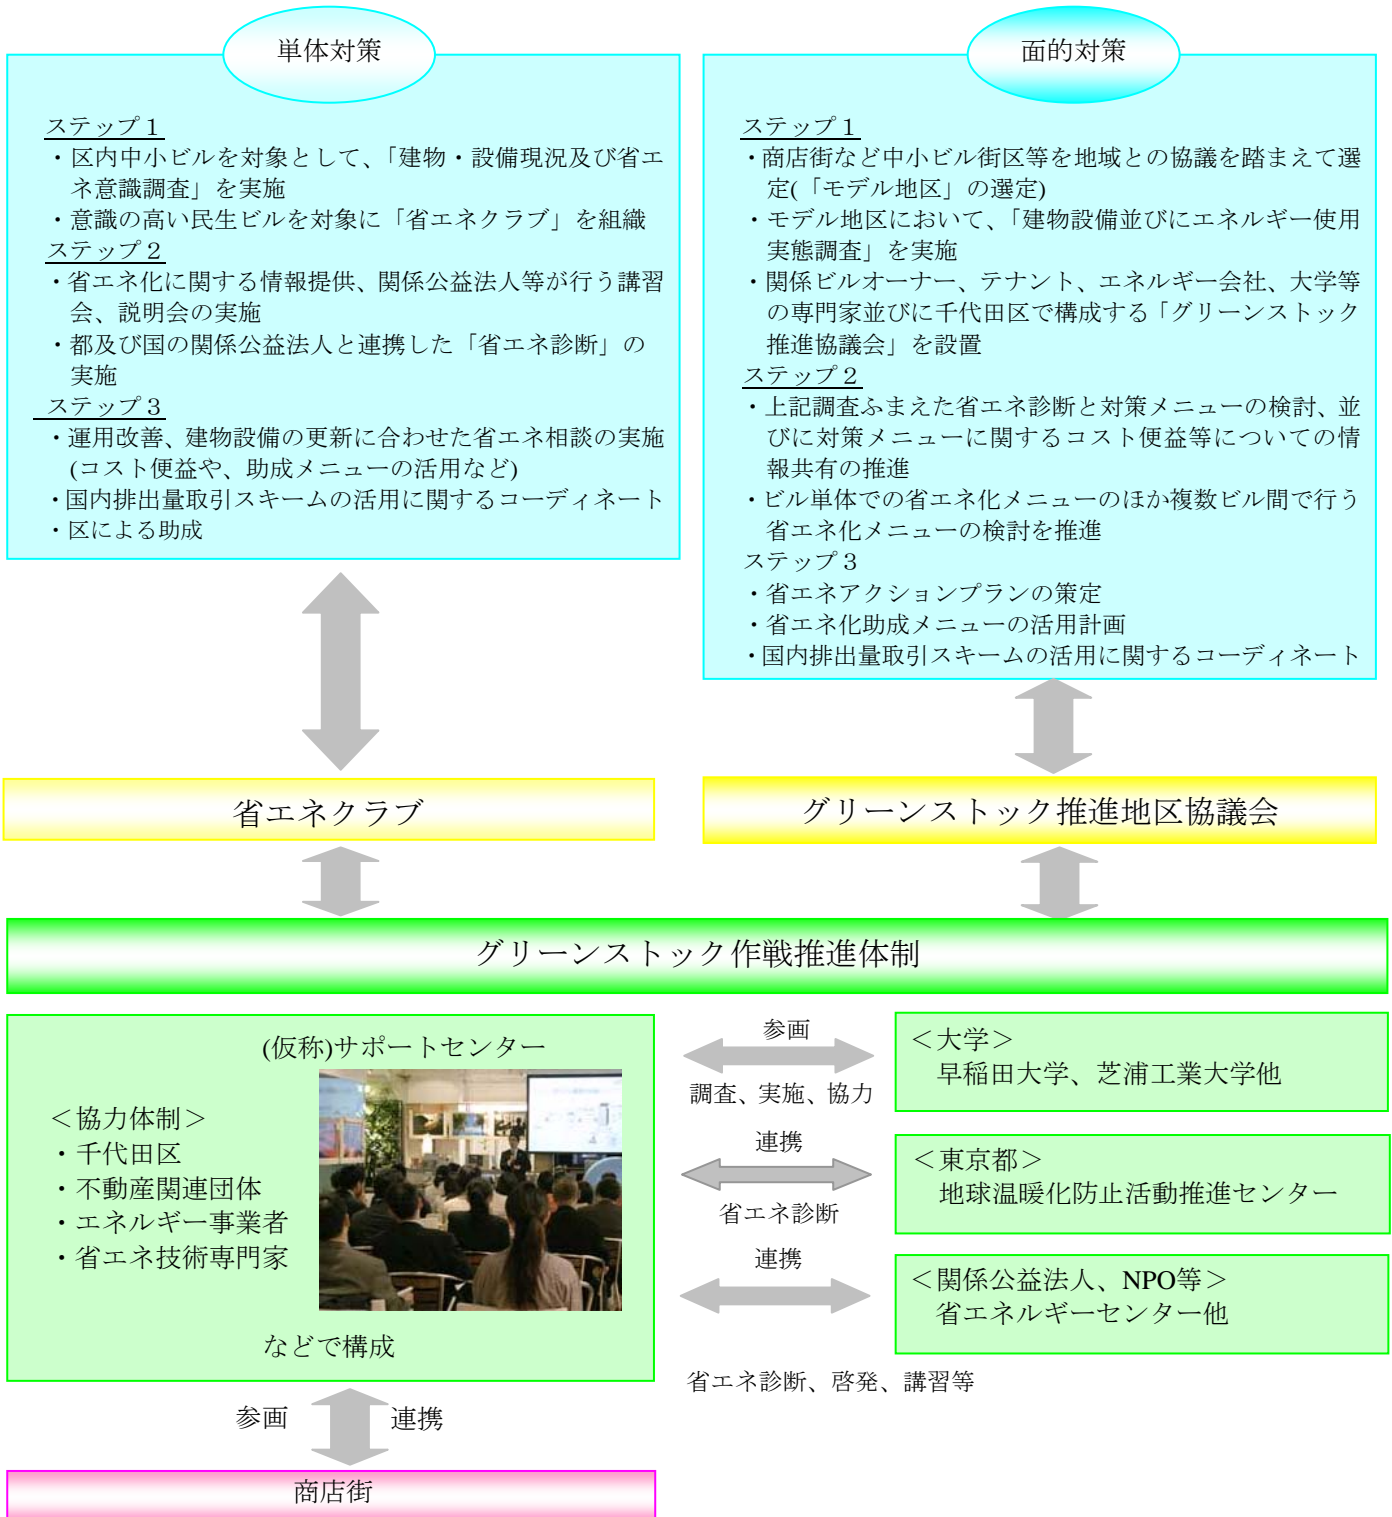 単体対策
ステップ１
・区内中小ビルを対象として、「建物・設備現況及び省エ
ネ意識調査」を実施
・意識の高い民生ビルを対象に「省エネクラブ」を組織
ステップ２
・省エネ化に関する情報提供、関係公益法人等が行う講習
会、説明会の実施
・都及び国の関係公益法人と連携した「省エネ診断」の
実施
ステップ３
・運用改善、建物設備の更新に合わせた省エネ相談の実施
(コスト便益や、助成メニューの活用など)
・国内排出量取引スキームの活用に関するコーディネート
・区による助成
面的対策
ステップ１
・商店街など中小ビル街区等を地域との協議を踏まえて選
定(「モデル地区」の選定)
・モデル地区において、「建物設備並びにエネルギー使用
実態調査」を実施
・関係ビルオーナー、テナント、エネルギー会社、大学等
の専門家並びに千代田区で構成する「グリーンストック
推進協議会」を設置
ステップ２
・上記調査ふまえた省エネ診断と対策メニューの検討、並
びに対策メニューに関するコスト便益等についての情
報共有の推進
・ビル単体での省エネ化メニューのほか複数ビル間で行う
省エネ化メニューの検討を推進
ステップ３
・省エネアクションプランの策定
・省エネ化助成メニューの活用計画
・国内排出量取引スキームの活用に関するコーディネート
省エネクラブ
グリーンストック推進地区協議会
グリーンストック作戦推進体制
(仮称)サポートセンター
＜協力体制＞
・千代田区
・不動産関連団体
・エネルギー事業者
・省エネ技術専門家
などで構成
参画
調査、実施、協力
＜大学＞
早稲田大学、芝浦工業大学他
連携
省エネ診断
＜東京都＞
地球温暖化防止活動推進センター
連携
＜関係公益法人、NPO等＞
省エネルギーセンター他
省エネ診断、啓発、講習等
参画
連携
商店街